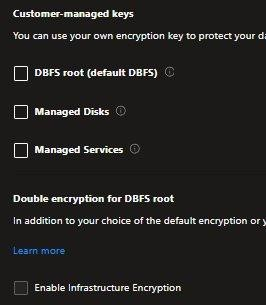 Customer-managed keys
You can use your own encryption key to protect your da
DBFS root (default DBFS)
Managed Disks
Managed Services
Double encryption for DBFS root
In addition to your choice of the default encryption or y
Learn more
Enable Infrastructure Encryption